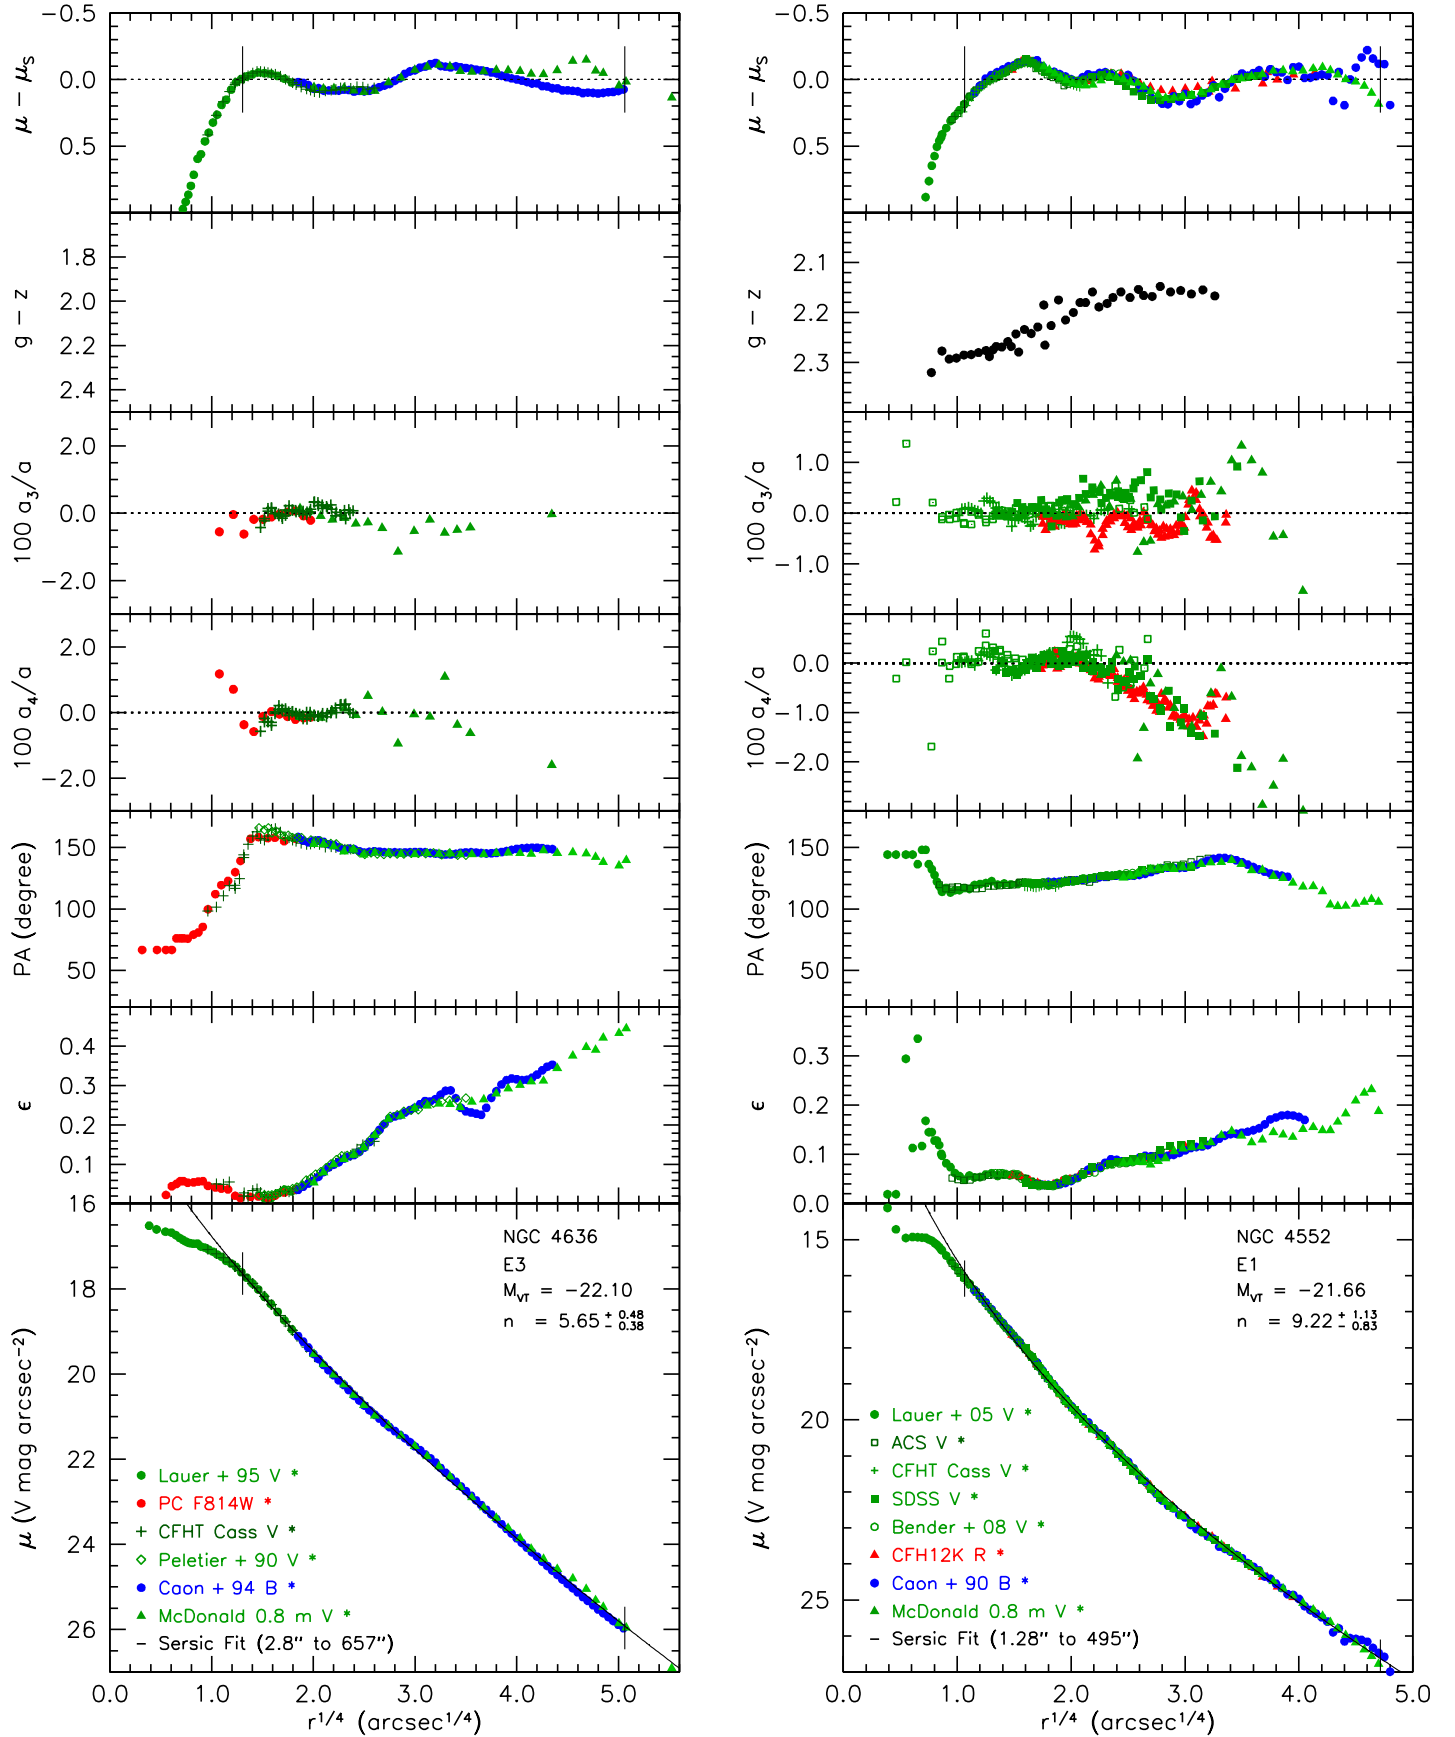 −0.5
0.0
0.5
μ − μS
1.8
2.0
2.2
2.4
g − z
2.0
0.0
−2.0
100 a3/a
2.0
0.0
−2.0
100 a4/a
150
100
50
PA (degree)
0.4
0.3
0.2
0.1
ϵ
16
18
20
22
24
26
μ (V mag arcsec−2)
NGC 4636
E3
MVT = −22.10
n = 5.65 + 0.48 − 0.38
Lauer + 95 V *
PC F814W *
CFHT Cass V *
Peletier + 90 V *
Caon + 94 B *
McDonald 0.8 m V *
− Sersic Fit (2.8" to 657")
0.0 1.0 2.0 3.0 4.0 5.0
r1/4 (arcsec1/4)
−0.5
0.0
0.5
μ − μS
2.1
2.2
2.3
g − z
1.0
0.0
−1.0
100 a3/a
0.0
−1.0
−2.0
100 a4/a
150
100
50
PA (degree)
0.3
0.2
0.1
0.0
ϵ
15
20
25
μ (V mag arcsec−2)
NGC 4552
E1
MVT = −21.66
n = 9.22 + 1.13 − 0.83
Lauer + 05 V *
ACS V *
CFHT Cass V *
SDSS V *
Bender + 08 V *
CFH12K R *
Caon + 90 B *
McDonald 0.8 m V *
− Sersic Fit (1.28" to 495")
0.0 1.0 2.0 3.0 4.0 5.0
r1/4 (arcsec1/4)